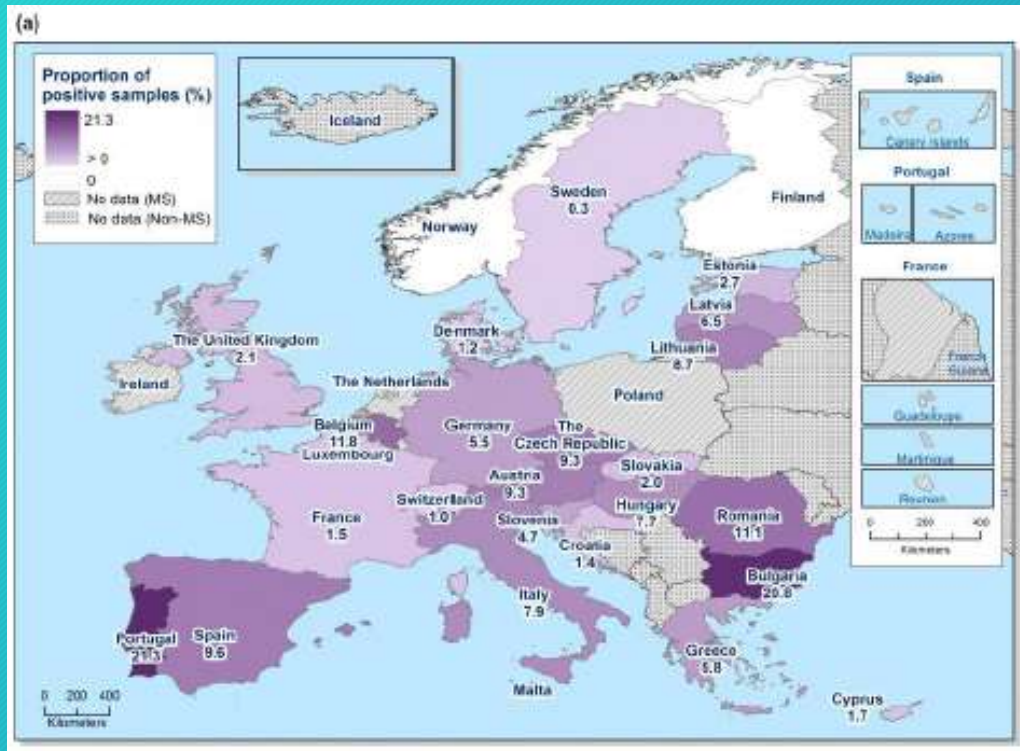 (a)
Proportion of
positive samples (%)
21.3
> 0
0
No data (MS)
No data (Non-MS)
Iceland
Spain
Canary Islands
Portugal
Madeira
Azores
France
French
Guiana
Guadeloupe
Martinique
Reunion
0 200 400
Kilometers
Norway
Sweden
0.3
Finland
Estonia
2.7
Latvia
6.5
Lithuania
8.7
Denmark
1.2
The United Kingdom
2.1
Ireland
The Netherlands
Poland
Belgium
11.8
Luxembourg
Germany
5.5
The
Czech Republic
9.3
Slovakia
2.0
Austria
9.3
Switzerland
1.0
Hungary
7.7
France
1.5
Slovenia
4.7
Romania
11.1
Croatia
1.4
Bulgaria
20.8
Italy
7.9
Portugal
21.3
Spain
9.6
Greece
5.8
Malta
Cyprus
1.7
0 200 400
Kilometers